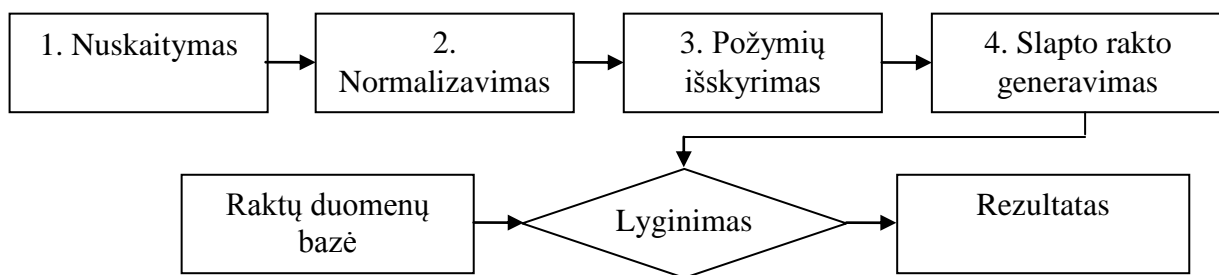 1. Nuskaitymas
2.
Normalizavimas
3. Požymių
išskyrimas
4. Slapto rakto
generavimas
Raktų duomenų
bazė
Lyginimas
Rezultatas